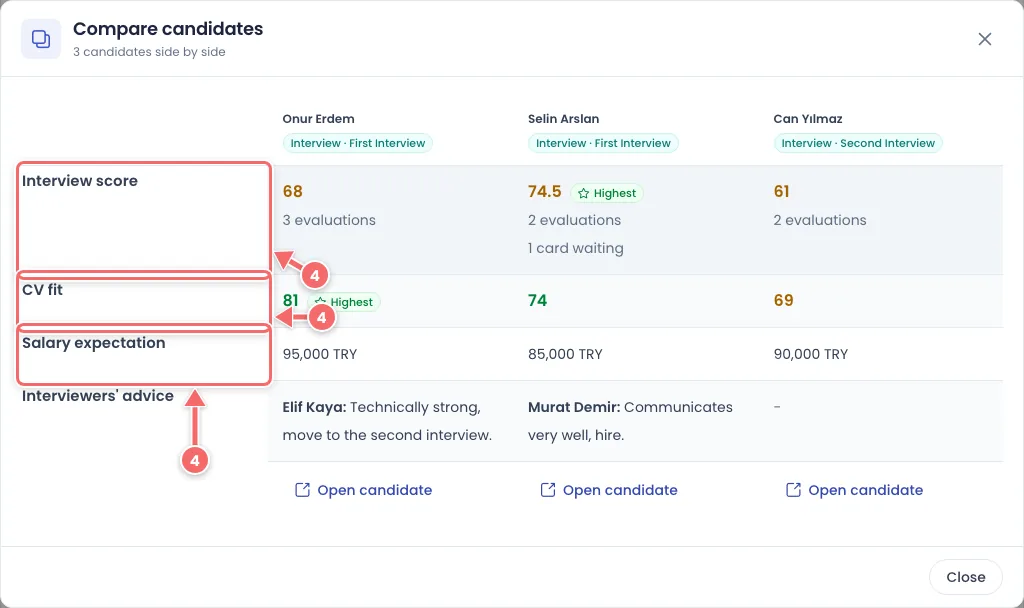 Compare candidates
3 candidates side by side
Onur Erdem
Selin Arslan
Can Yılmaz
Interview · First Interview
Interview · First Interview
Interview · Second Interview
Interview score
68
74.5
Highest
61
3 evaluations
2 evaluations
2 evaluations
1 card waiting
4
CV fit
81
Highest
74
69
4
Salary expectation
95,000 TRY
85,000 TRY
90,000 TRY
Interviewers' advice
Elif Kaya: Technically strong,
move to the second interview.
Murat Demir: Communicates
very well, hire.
-
4
Open candidate
Open candidate
Open candidate
Close